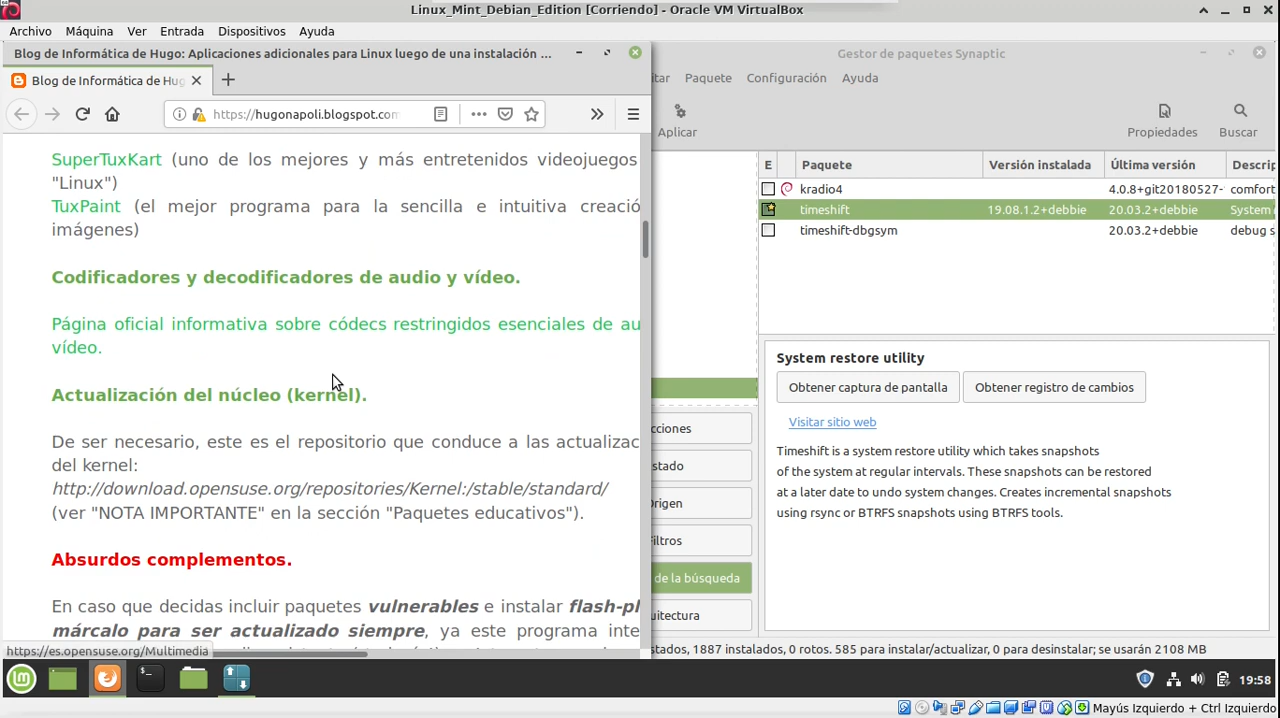 Linux_Mint_Debian_Edition [Corriendo] - Oracle VM VirtualBox
Archivo Máquina Ver Entrada Dispositivos Ayuda
Blog de Informática de Hugo: Aplicaciones adicionales para Linux luego de una instalación ...
Blog de Informática de Hug
https://hugonapoli.blogspot.com
SuperTuxKart (uno de los mejores y más entretenidos videojuegos
"Linux")
TuxPaint (el mejor programa para la sencilla e intuitiva creació
imágenes)
Codificadores y decodificadores de audio y vídeo.
Página oficial informativa sobre códecs restringidos esenciales de au
vídeo.
Actualización del núcleo (kernel).
De ser necesario, este es el repositorio que conduce a las actualizac
del kernel:
http://download.opensuse.org/repositories/Kernel:/stable/standard/
(ver "NOTA IMPORTANTE" en la sección "Paquetes educativos").
Absurdos complementos.
En caso que decidas incluir paquetes vulnerables e instalar flash-pl
márcalo para ser actualizado siempre, ya este programa inte
https://es.opensuse.org/Multimedia
Gestor de paquetes Synaptic
itar Paquete Configuración Ayuda
Aplicar Propiedades Buscar
E Paquete Versión instalada Última versión Descrip
kradio4 4.0.8+git20180527- comfort
timeshift 19.08.1.2+debbie 20.03.2+debbie System
timeshift-dbgsym 20.03.2+debbie debug s
System restore utility
Obtener captura de pantalla Obtener registro de cambios
Visitar sitio web
Timeshift is a system restore utility which takes snapshots
of the system at regular intervals. These snapshots can be restored
at a later date to undo system changes. Creates incremental snapshots
using rsync or BTRFS snapshots using BTRFS tools.
cciones
stado
Origen
Filtros
de la búsqueda
uitectura
stados, 1887 instalados, 0 rotos. 585 para instalar/actualizar, 0 para desinstalar; se usarán 2108 MB
19:58
Mayús Izquierdo + Ctrl Izquierdo